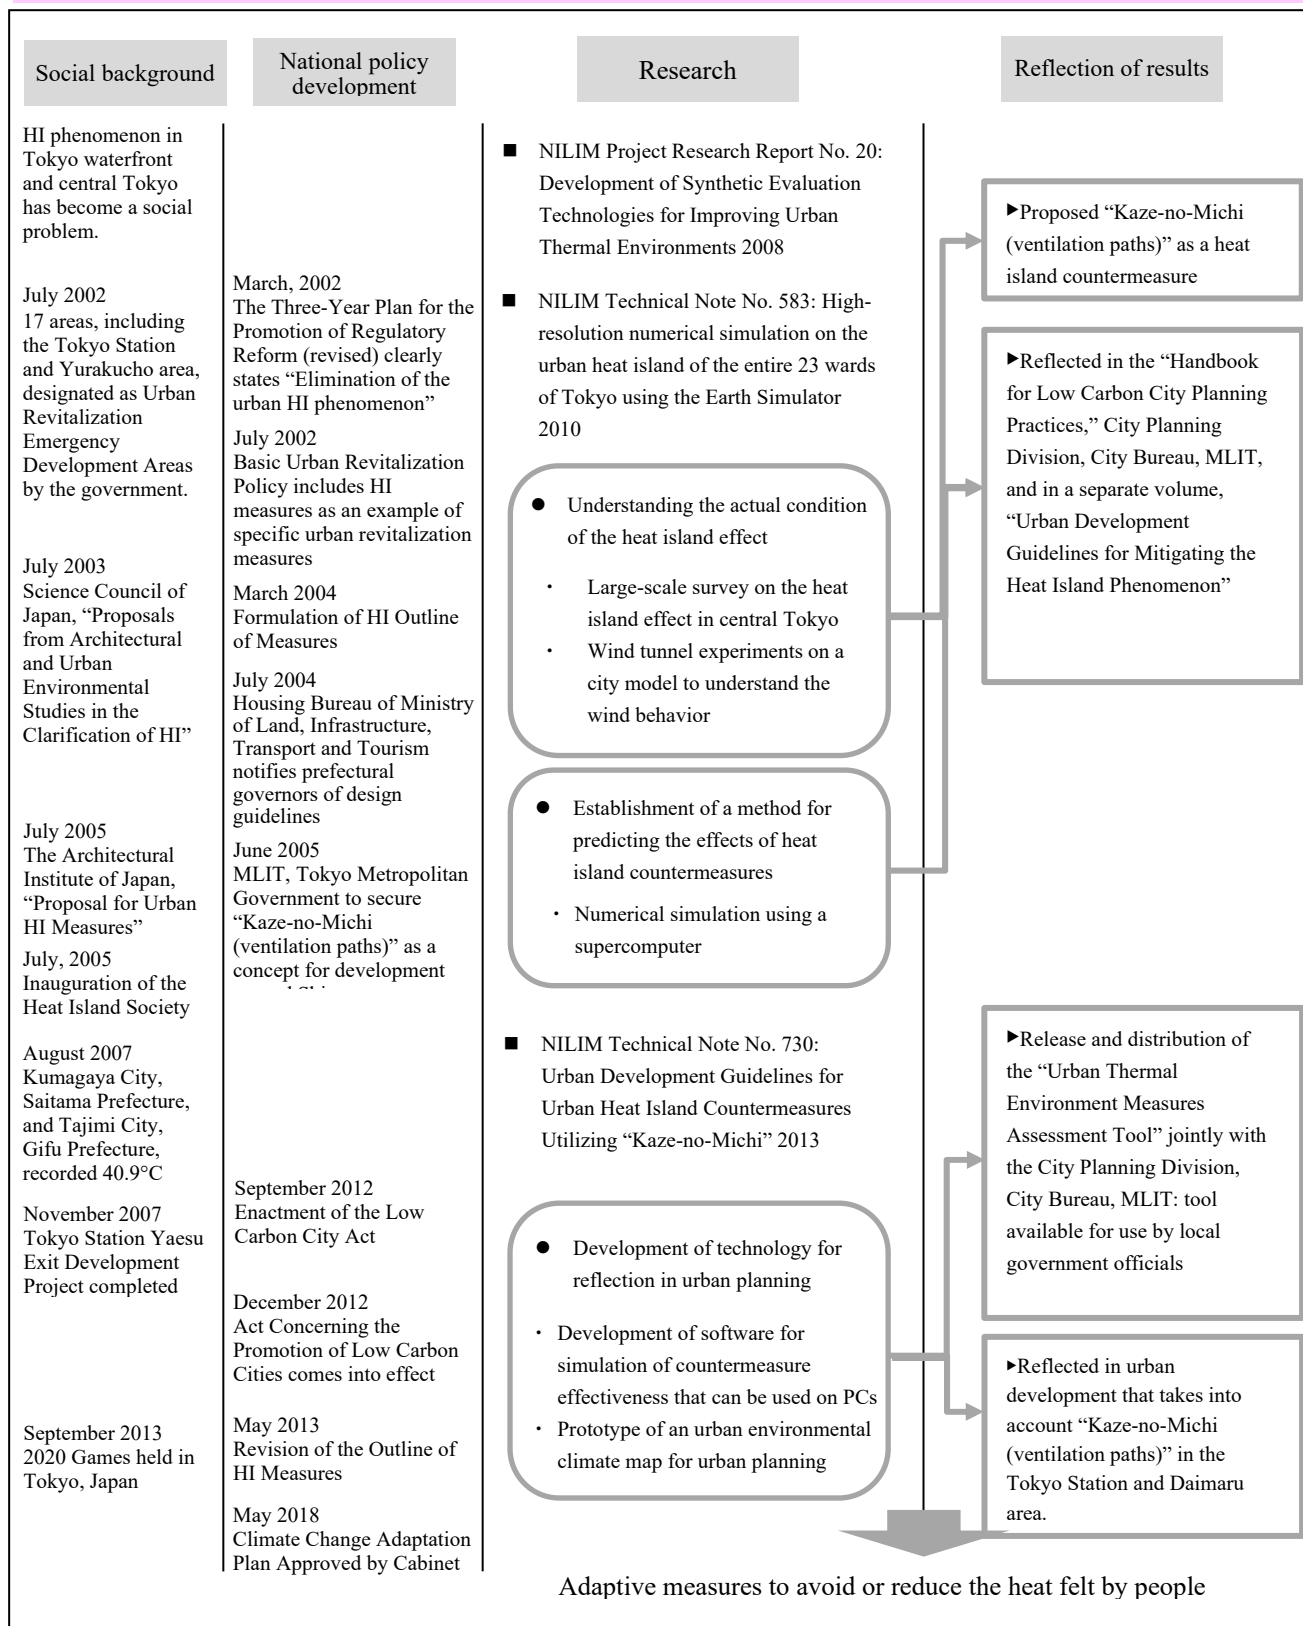 Social background
National policy
development
Research
Reflection of results
HI phenomenon in
Tokyo waterfront
and central Tokyo
has become a social
problem.
July 2002
17 areas, including
the Tokyo Station
and Yurakucho area,
designated as Urban
Revitalization
Emergency
Development Areas
by the government.
July 2003
Science Council of
Japan, “Proposals
from Architectural
and Urban
Environmental
Studies in the
Clarification of HI”
July 2005
The Architectural
Institute of Japan,
“Proposal for Urban
HI Measures”
July, 2005
Inauguration of the
Heat Island Society
August 2007
Kumagaya City,
Saitama Prefecture,
and Tajimi City,
Gifu Prefecture,
recorded 40.9°C
November 2007
Tokyo Station Yaesu
Exit Development
Project completed
September 2013
2020 Games held in
Tokyo, Japan
March, 2002
The Three-Year Plan for the
Promotion of Regulatory
Reform (revised) clearly
states “Elimination of the
urban HI phenomenon”
July 2002
Basic Urban Revitalization
Policy includes HI
measures as an example of
specific urban revitalization
measures
March 2004
Formulation of HI Outline
of Measures
July 2004
Housing Bureau of Ministry
of Land, Infrastructure,
Transport and Tourism
notifies prefectural
governors of design
guidelines
June 2005
MLIT, Tokyo Metropolitan
Government to secure
“Kaze-no-Michi
(ventilation paths)” as a
concept for development
September 2012
Enactment of the Low
Carbon City Act
December 2012
Act Concerning the
Promotion of Low Carbon
Cities comes into effect
May 2013
Revision of the Outline of
HI Measures
May 2018
Climate Change Adaptation
Plan Approved by Cabinet
■ NILIM Project Research Report No. 20:
Development of Synthetic Evaluation
Technologies for Improving Urban
Thermal Environments 2008
■ NILIM Technical Note No. 583: High-
resolution numerical simulation on the
urban heat island of the entire 23 wards
of Tokyo using the Earth Simulator
2010
● Understanding the actual condition
of the heat island effect
・ Large-scale survey on the heat
island effect in central Tokyo
・ Wind tunnel experiments on a
city model to understand the
wind behavior
● Establishment of a method for
predicting the effects of heat
island countermeasures
・ Numerical simulation using a
supercomputer
■ NILIM Technical Note No. 730:
Urban Development Guidelines for
Urban Heat Island Countermeasures
Utilizing “Kaze-no-Michi” 2013
● Development of technology for
reflection in urban planning
・ Development of software for
simulation of countermeasure
effectiveness that can be used on PCs
・ Prototype of an urban environmental
climate map for urban planning
▶Proposed “Kaze-no-Michi
(ventilation paths)” as a heat
island countermeasure
▶Reflected in the “Handbook
for Low Carbon City Planning
Practices,” City Planning
Division, City Bureau, MLIT,
and in a separate volume,
“Urban Development
Guidelines for Mitigating the
Heat Island Phenomenon”
▶Release and distribution of
the “Urban Thermal
Environment Measures
Assessment Tool” jointly with
the City Planning Division,
City Bureau, MLIT: tool
available for use by local
government officials
▶Reflected in urban
development that takes into
account “Kaze-no-Michi
(ventilation paths)” in the
Tokyo Station and Daimaru
area.
Adaptive measures to avoid or reduce the heat felt by people